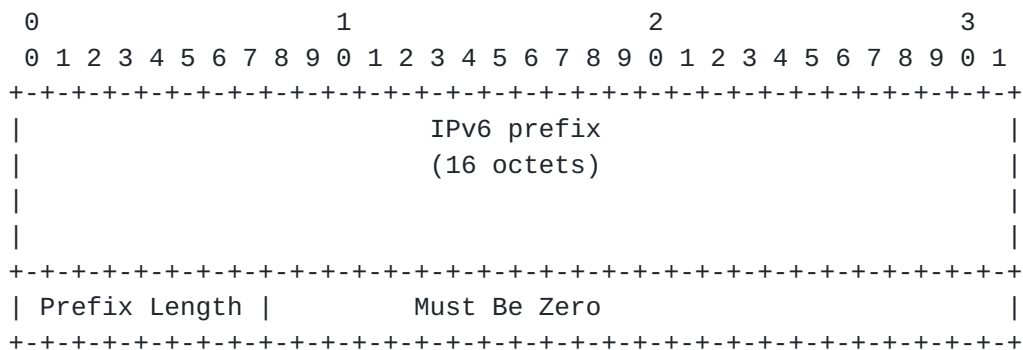 0                   1                   2                   3
 0 1 2 3 4 5 6 7 8 9 0 1 2 3 4 5 6 7 8 9 0 1 2 3 4 5 6 7 8 9 0 1
+-+-+-+-+-+-+-+-+-+-+-+-+-+-+-+-+-+-+-+-+-+-+-+-+-+-+-+-+-+-+-+-+
|                          IPv6 prefix                          |
|                          (16 octets)                          |
|                                                               |
|                                                               |
+-+-+-+-+-+-+-+-+-+-+-+-+-+-+-+-+-+-+-+-+-+-+-+-+-+-+-+-+-+-+-+-+
| Prefix Length |         Must Be Zero                          |
+-+-+-+-+-+-+-+-+-+-+-+-+-+-+-+-+-+-+-+-+-+-+-+-+-+-+-+-+-+-+-+-+